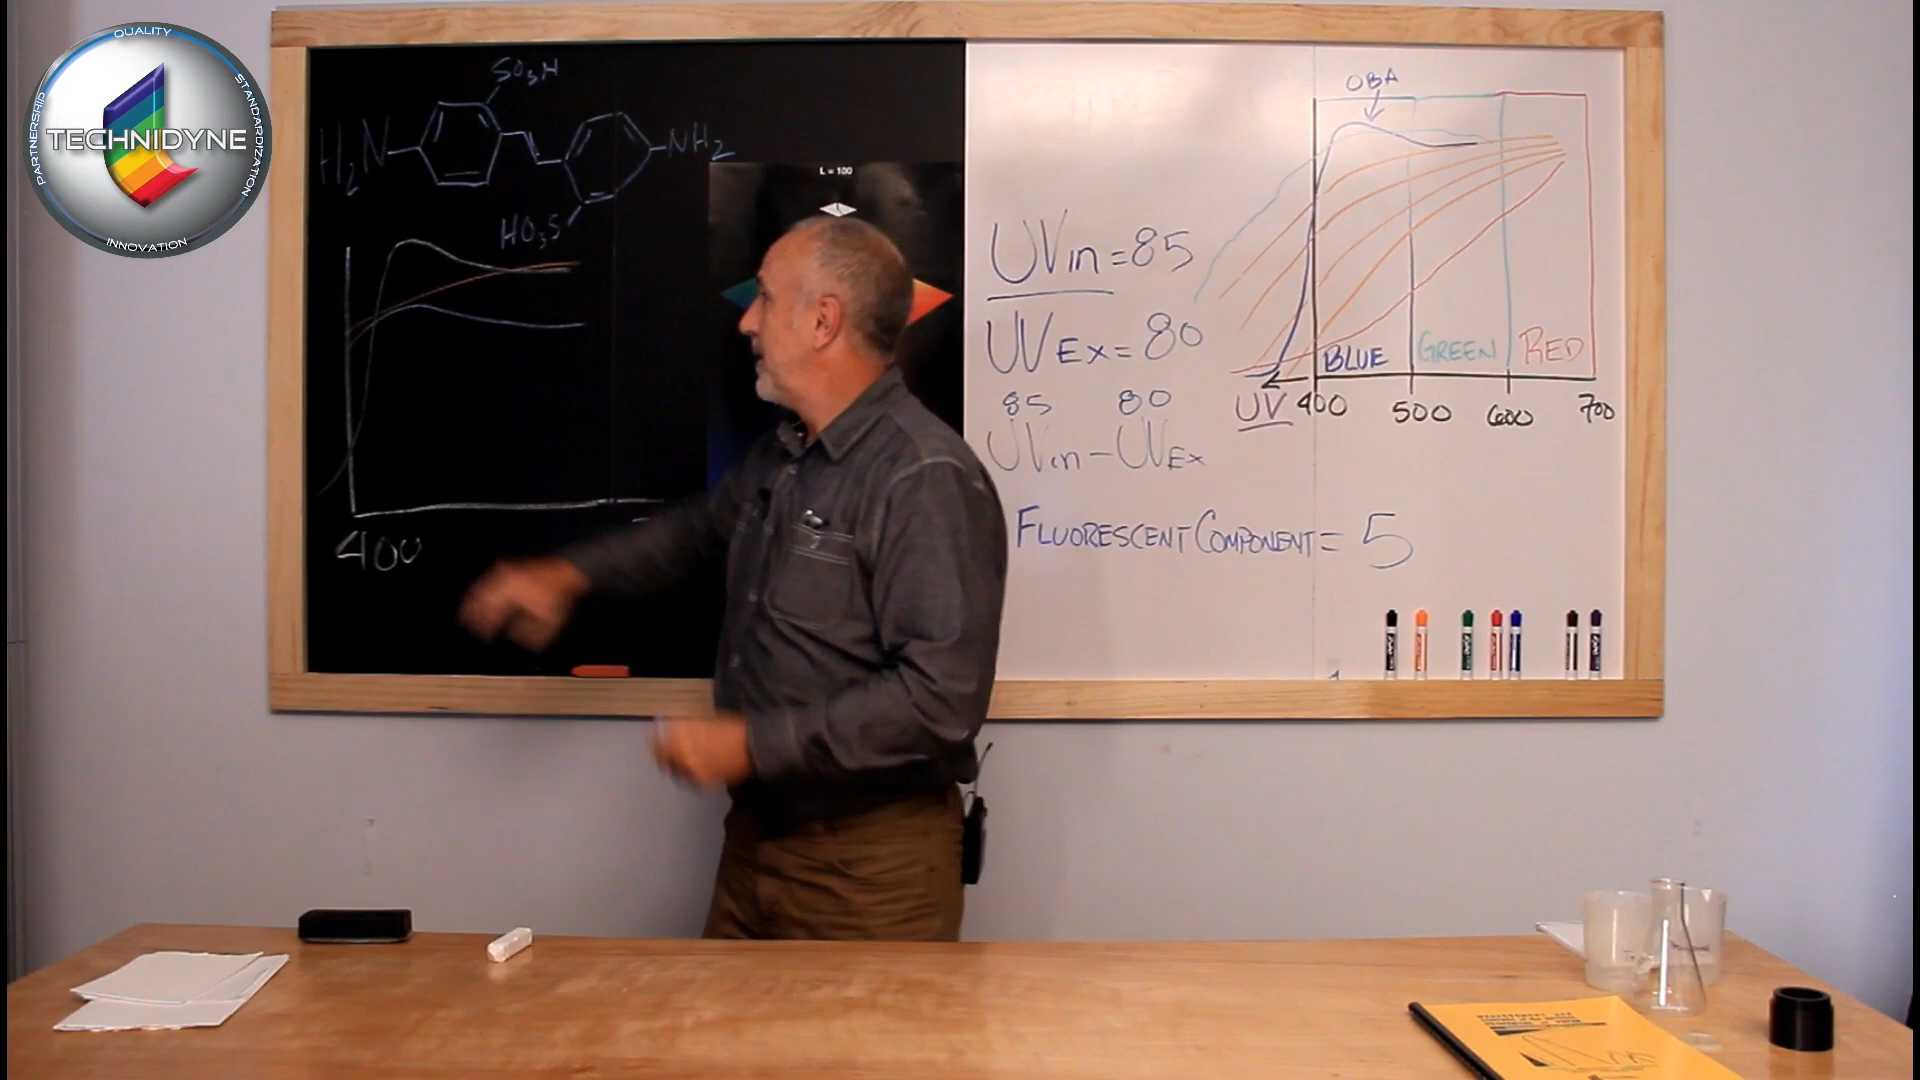 QUALITY
PARTNERSHIP
STANDARDIZATION
TECHNIDYNE
INNOVATION
SO3H
H2N
NH2
HO3S
400
L = 100
UVin = 85
UVEx = 80
85 80
UVin - UVEx
FLUORESCENT COMPONENT = 5
OBA
BLUE GREEN RED
UV 400 500 600 700